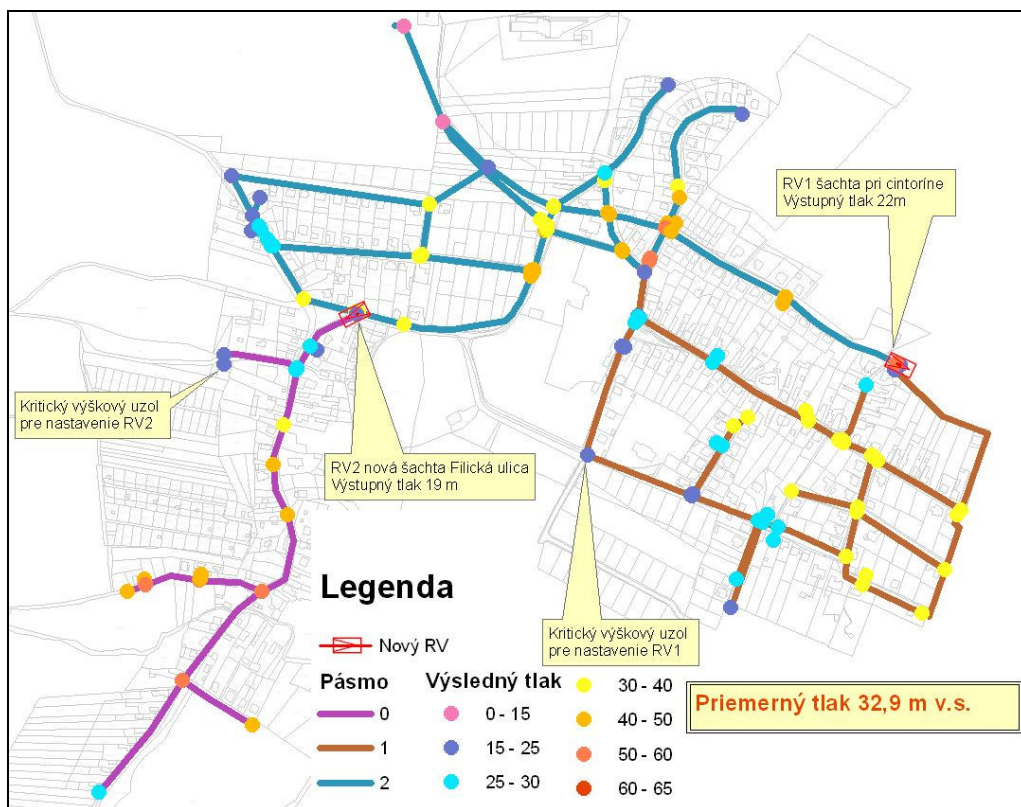 RV1 šachta pri cintoríne
Výstupný tlak 22m
Kritický výškový uzol
pre nastavenie RV2
RV2 nová šachta Filická ulica
Výstupný tlak 19 m
Kritický výškový uzol
pre nastavenie RV1
Legenda
Nový RV
Pásmo
0
1
2
Výsledný tlak
0 - 15
15 - 25
25 - 30
30 - 40
40 - 50
50 - 60
60 - 65
Priemerný tlak 32,9 m v.s.